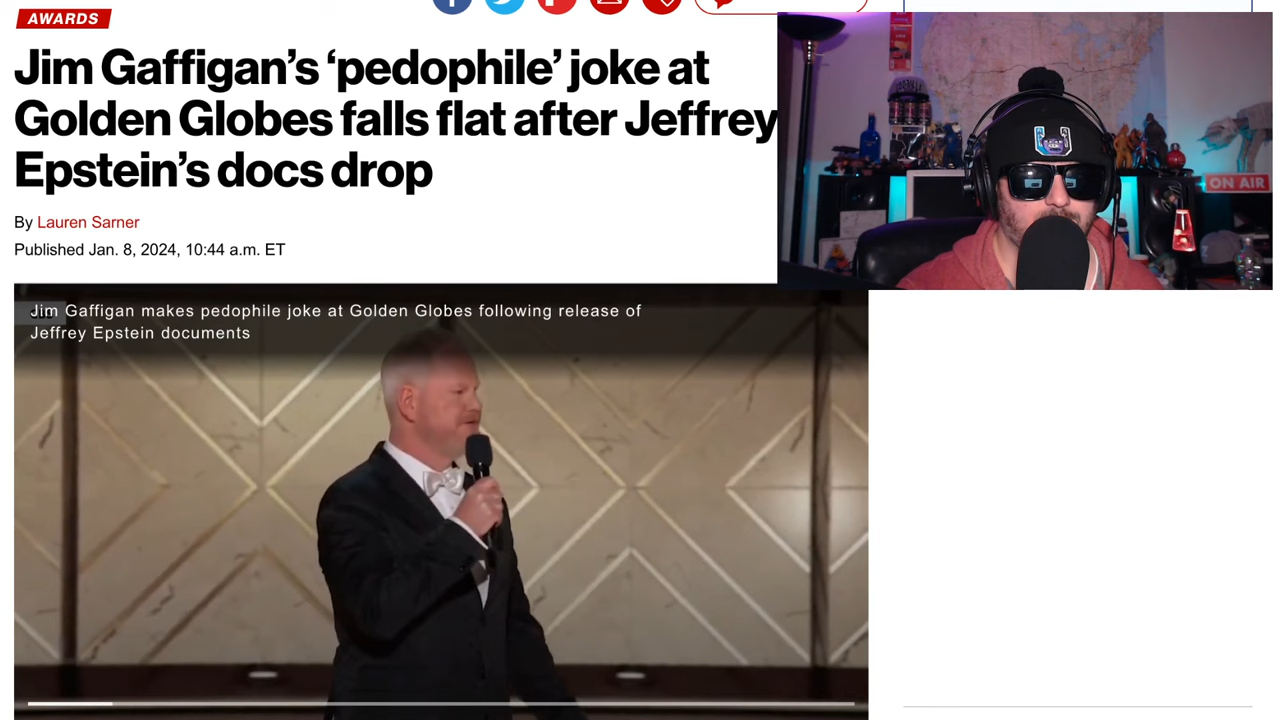 AWARDS
Jim Gaffigan's 'pedophile' joke at
Golden Globes falls flat after Jeffrey
Epstein's docs drop
By Lauren Sarner
Published Jan. 8, 2024, 10:44 a.m. ET
Jim Gaffigan makes pedophile joke at Golden Globes following release of
Jeffrey Epstein documents
ON AIR